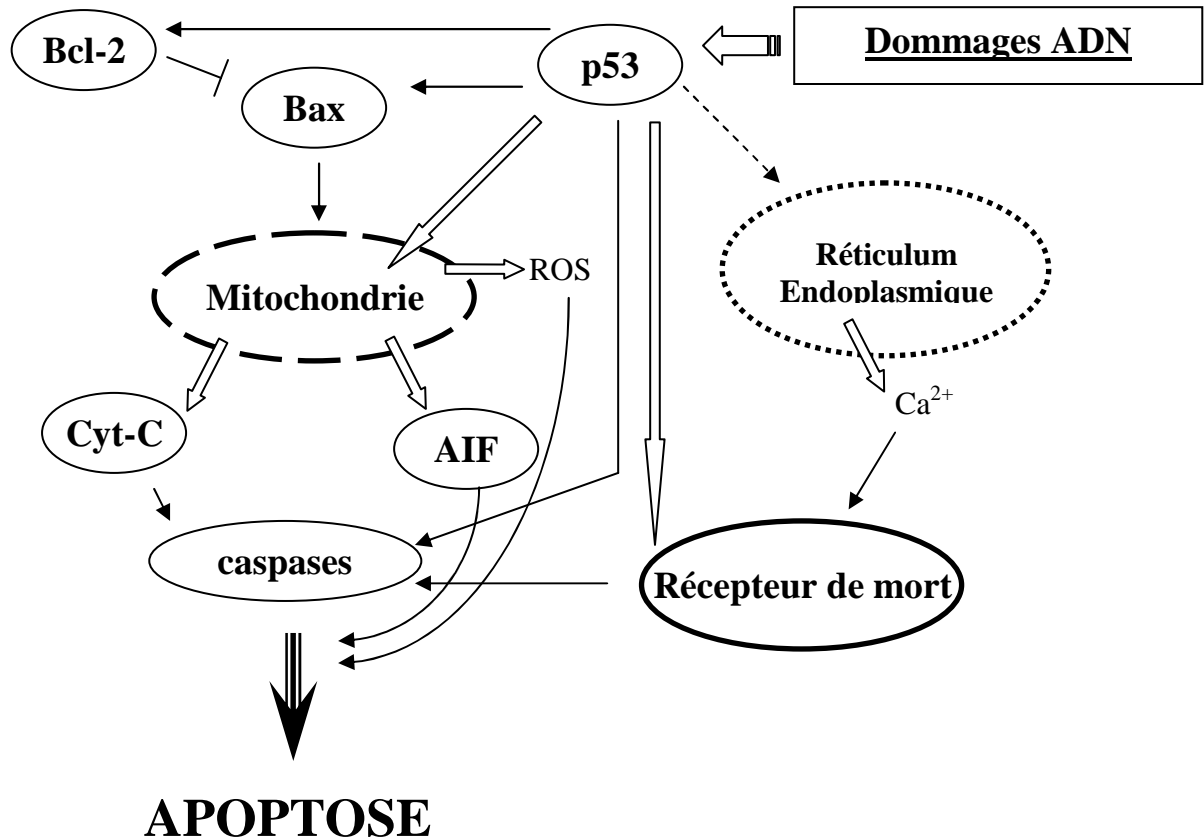 Bcl-2
p53
Dommages ADN
Bax
Réticulum
Endoplasmique
ROS
Mitochondrie
Ca²⁺
Cyt-C
AIF
caspases
Récepteur de mort
APOPTOSE